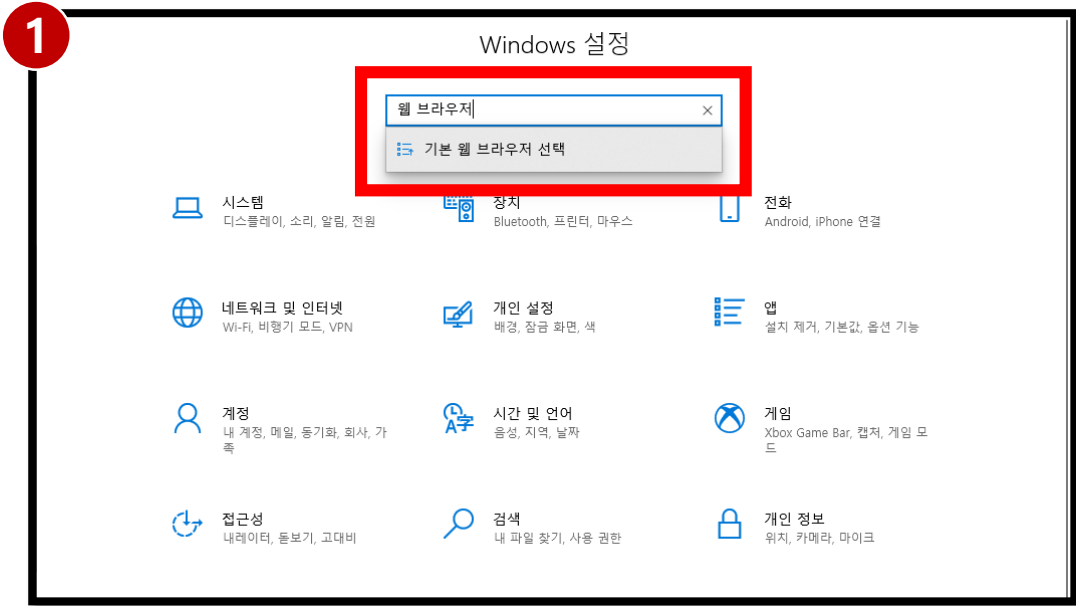 1
Windows 설정
웹 브라우저
기본 웹 브라우저 선택
시스템
디스플레이, 소리, 알림, 전원
장치
Bluetooth, 프린터, 마우스
전화
Android, iPhone 연결
네트워크 및 인터넷
Wi-Fi, 비행기 모드, VPN
개인 설정
배경, 잠금 화면, 색
앱
설치 제거, 기본값, 옵션 기능
계정
내 계정, 메일, 동기화, 회사, 가
족
시간 및 언어
음성, 지역, 날짜
게임
Xbox Game Bar, 캡처, 게임 모
드
접근성
내레이터, 돋보기, 고대비
검색
내 파일 찾기, 사용 권한
개인 정보
위치, 카메라, 마이크